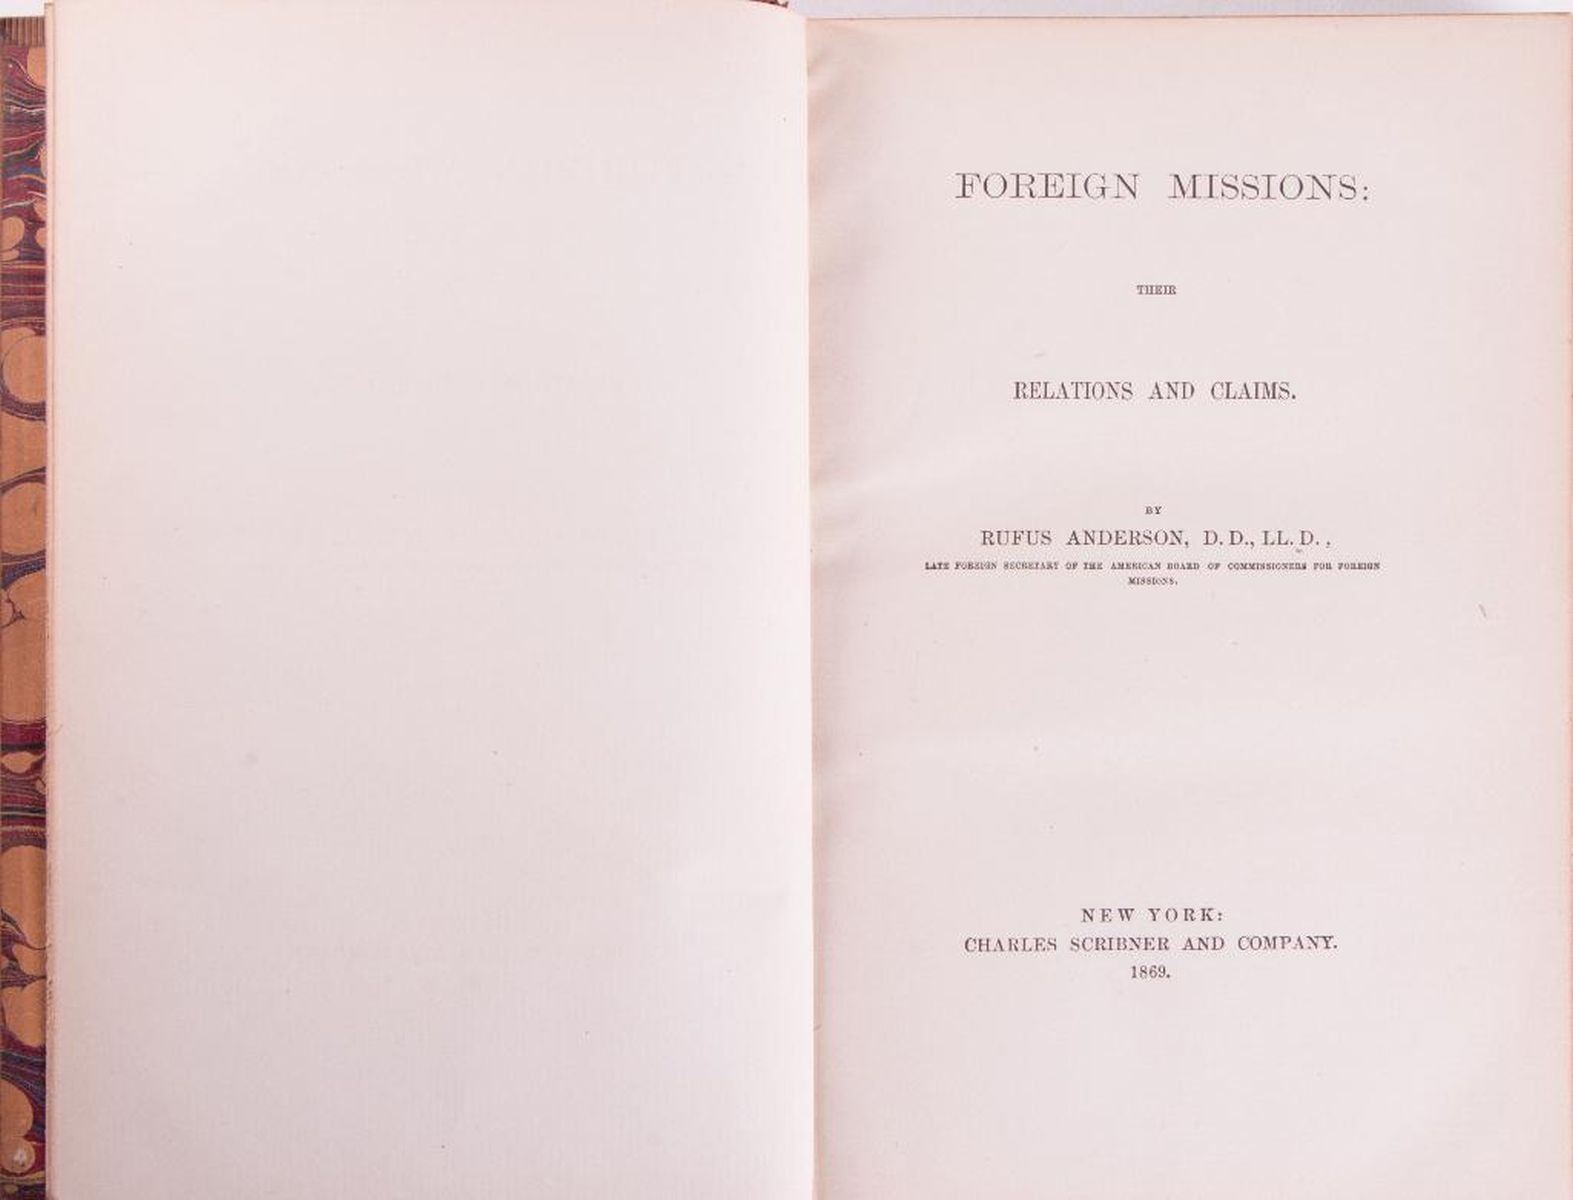 FOREIGN MISSIONS:
THEIR
RELATIONS AND CLAIMS.
BY
RUFUS ANDERSON, D. D., LL. D.,
LATE FOREIGN SECRETARY OF THE AMERICAN BOARD OF COMMISSIONERS FOR FOREIGN
MISSIONS.
NEW YORK:
CHARLES SCRIBNER AND COMPANY.
1869.